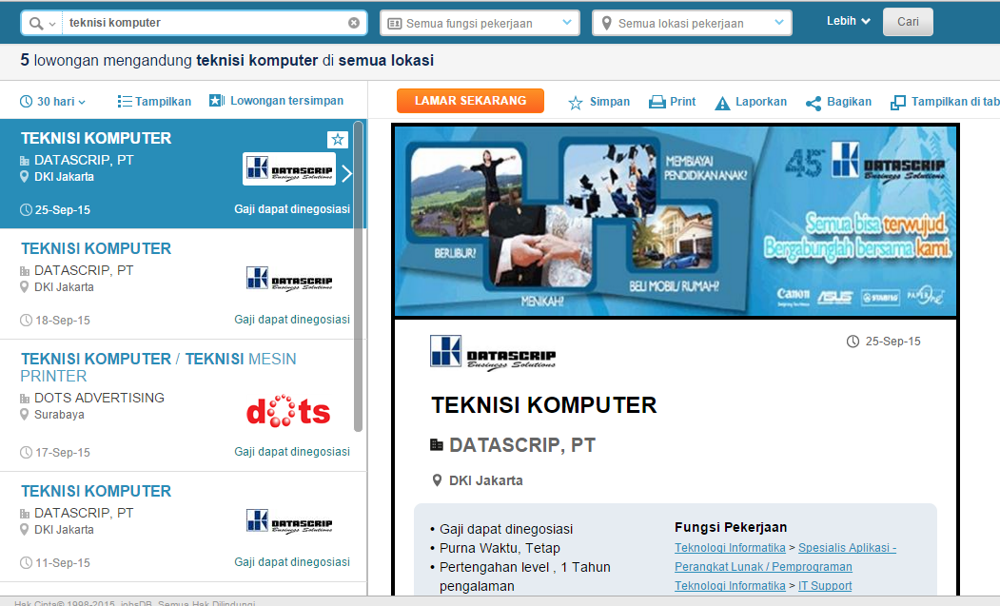 teknisi komputer
Semua fungsi pekerjaan
Semua lokasi pekerjaan
Lebih
Cari
5 lowongan mengandung teknisi komputer di semua lokasi
30 hari
Tampilkan
Lowongan tersimpan
LAMAR SEKARANG
Simpan
Print
Laporkan
Bagikan
Tampilkan di tab
TEKNISI KOMPUTER
DATASCRIP, PT
DKI Jakarta
DATASCRIP
Business Solutions
25-Sep-15
Gaji dapat dinegosiasi
TEKNISI KOMPUTER
DATASCRIP, PT
DKI Jakarta
DATASCRIP
Business Solutions
18-Sep-15
Gaji dapat dinegosiasi
TEKNISI KOMPUTER / TEKNISI MESIN
PRINTER
DOTS ADVERTISING
Surabaya
dots
17-Sep-15
Gaji dapat dinegosiasi
TEKNISI KOMPUTER
DATASCRIP, PT
DKI Jakarta
DATASCRIP
Business Solutions
11-Sep-15
Gaji dapat dinegosiasi
MEMBIAYAI
PENDIDIKAN ANAK?
45
DATASCRIP
Business Solutions
BERLIBUR?
MENIKAH?
BELI MOBIL/RUMAH?
Semua bisa terwujud.
Bergabunglah bersama kami.
Canon
ASUS
DATASCRIP
Business Solutions
25-Sep-15
TEKNISI KOMPUTER
DATASCRIP, PT
DKI Jakarta
• Gaji dapat dinegosiasi
• Purna Waktu, Tetap
• Pertengahan level , 1 Tahun
pengalaman
Fungsi Pekerjaan
Teknologi Informatika > Spesialis Aplikasi -
Perangkat Lunak / Pemprograman
Teknologi Informatika > IT Support
Hak Cipta© 1998-2015, jobsDB. Semua Hak Dilindungi